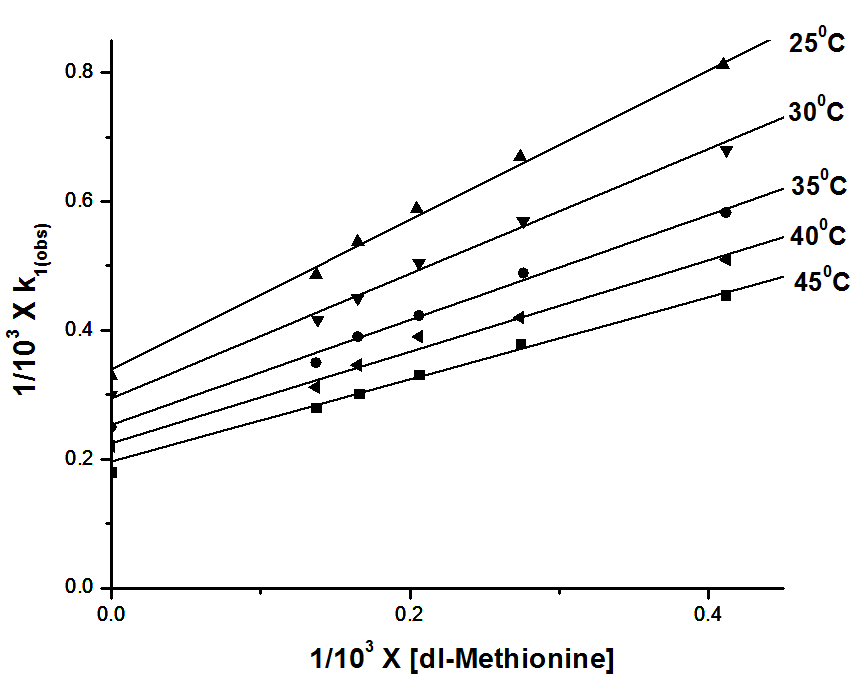 25⁰C
0.8
30⁰C
35⁰C
0.6
40⁰C
45⁰C
1/10³ X k₁₍obs₎
0.4
0.2
0.0
0.0 0.2 0.4
1/10³ X [dl-Methionine]